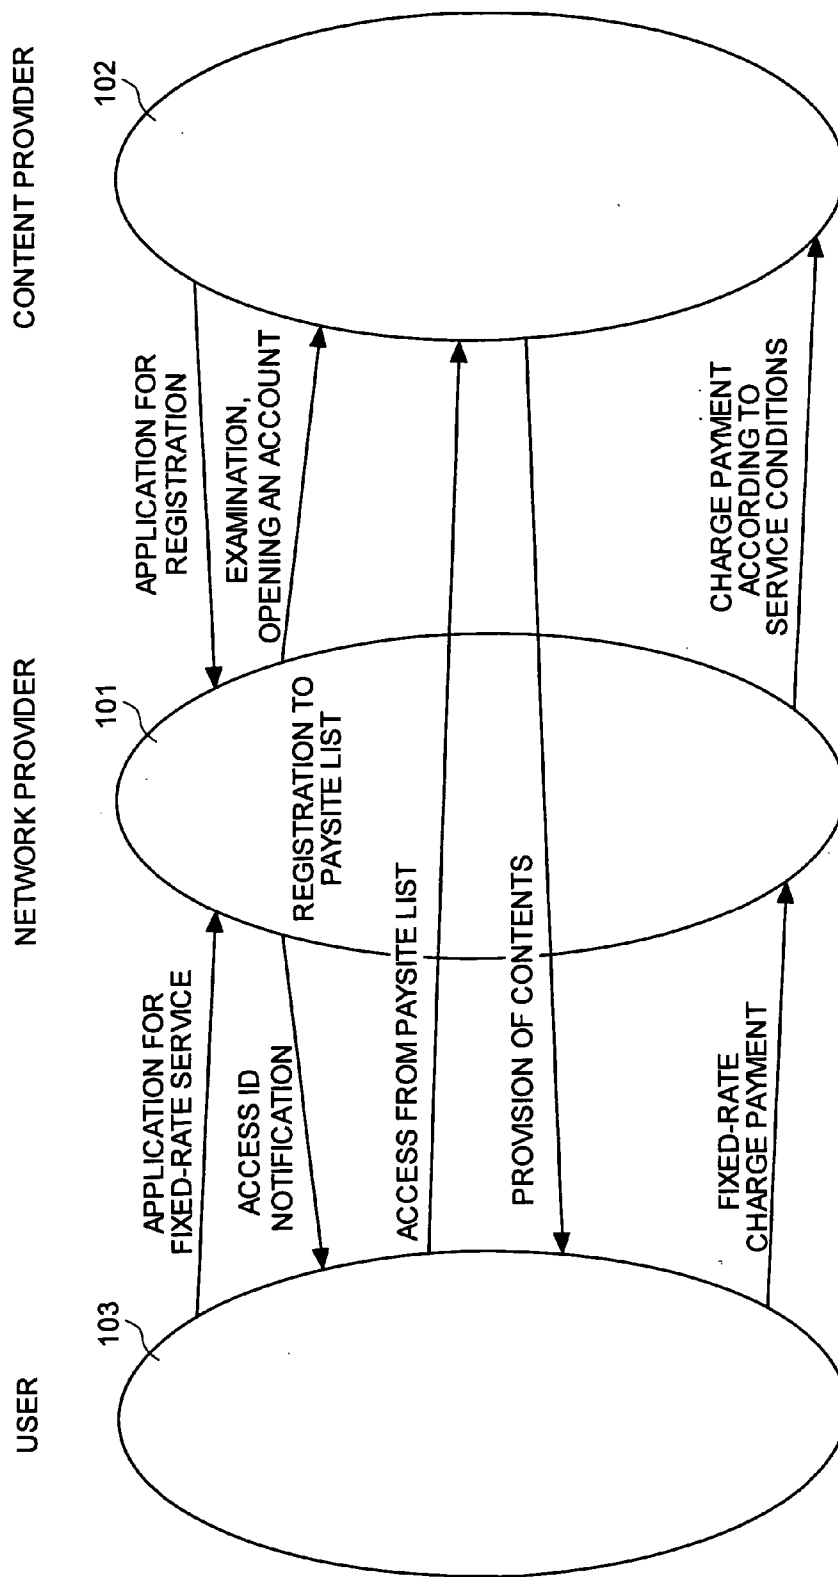 USER
NETWORK PROVIDER
CONTENT PROVIDER
103
101
102
APPLICATION FOR
FIXED-RATE SERVICE
APPLICATION FOR
REGISTRATION
ACCESS ID
NOTIFICATION
REGISTRATION TO
PAYSITE LIST
EXAMINATION,
OPENING AN ACCOUNT
ACCESS FROM PAYSITE LIST
PROVISION OF CONTENTS
FIXED-RATE
CHARGE PAYMENT
CHARGE PAYMENT
ACCORDING TO
SERVICE CONDITIONS